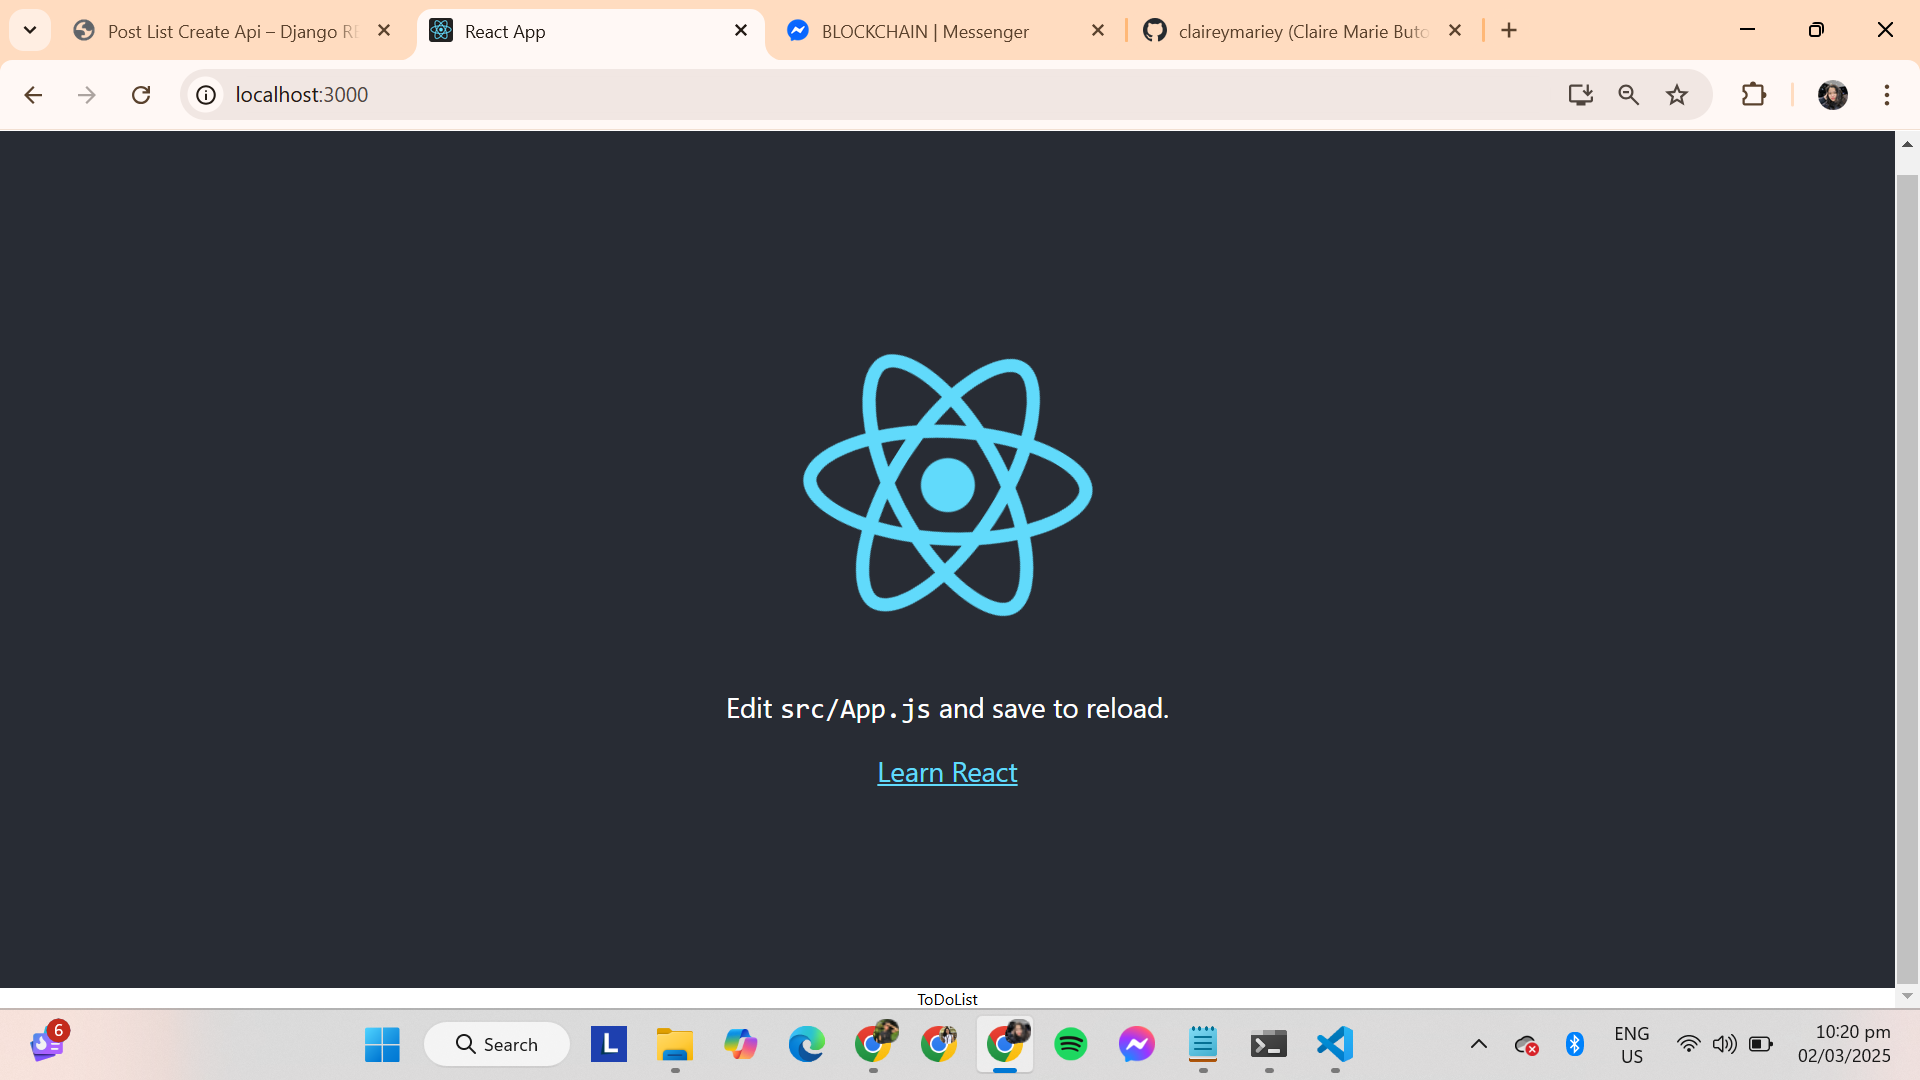 Post List Create Api – Django RE
React App
BLOCKCHAIN | Messenger
claireymariey (Claire Marie Buto
localhost:3000
Edit src/App.js and save to reload.
Learn React
ToDoList
6
Search
L
ENG
US
10:20 pm
02/03/2025